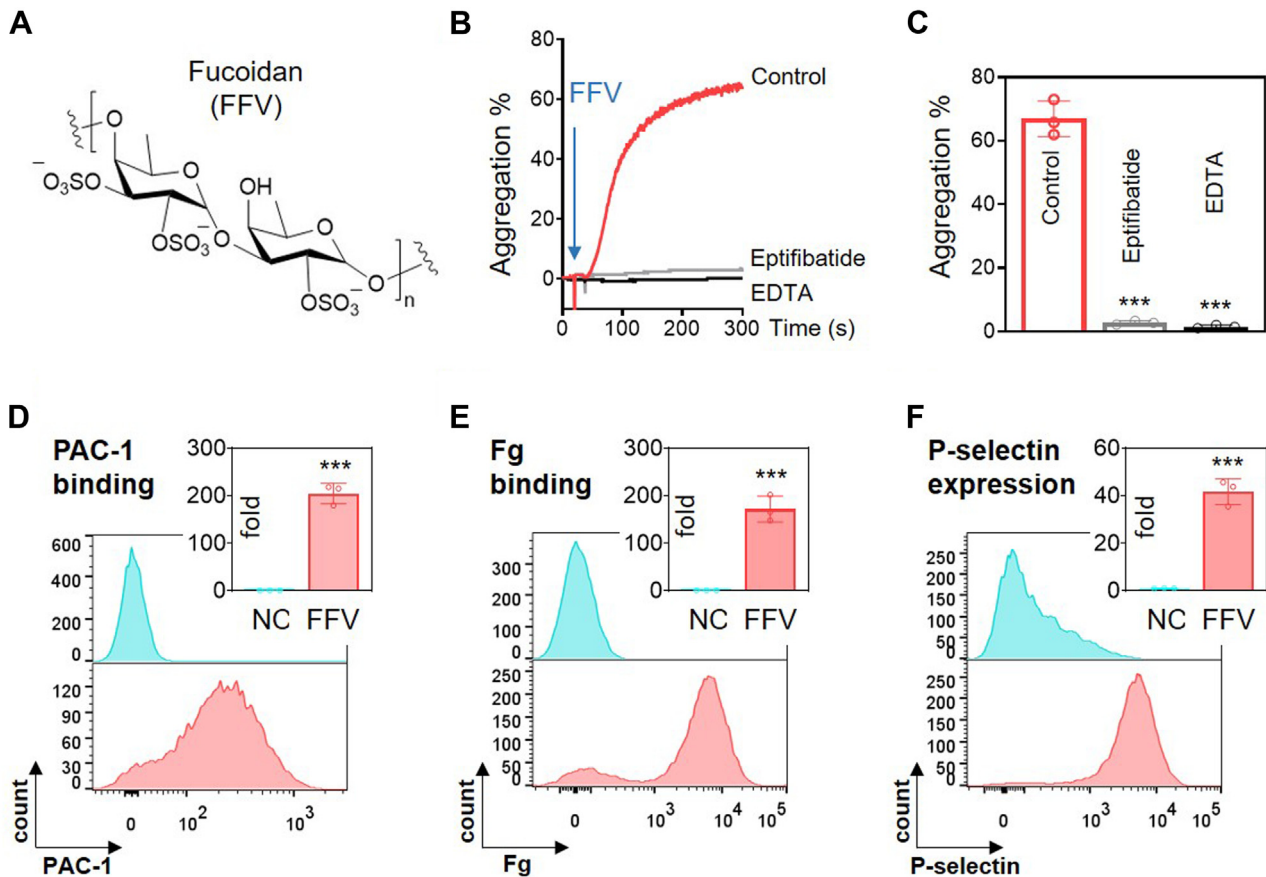 A
Fucoidan
(FFV)
O
O
−
O₃SO
OSO₃−
O
OH
O
O
OSO₃−
n
B
Aggregation %
80
60
40
20
0
FFV
Control
Eptifibatide
EDTA
0
100
200
300
Time (s)
C
Aggregation %
80
60
40
20
0
Control
Eptifibatide
EDTA
***
***
D
PAC-1
binding
300
200
100
0
fold
***
NC FFV
600
400
200
0
120
90
60
30
0
0 10² 10³
count
PAC-1
E
Fg
binding
300
200
100
0
fold
***
NC FFV
300
200
100
0
250
200
150
100
50
0
0 10³ 10⁴ 10⁵
count
Fg
F
P-selectin
expression
60
40
20
0
fold
***
NC FFV
250
200
150
100
50
0
250
200
150
100
50
0
0 10³ 10⁴ 10⁵
count
P-selectin